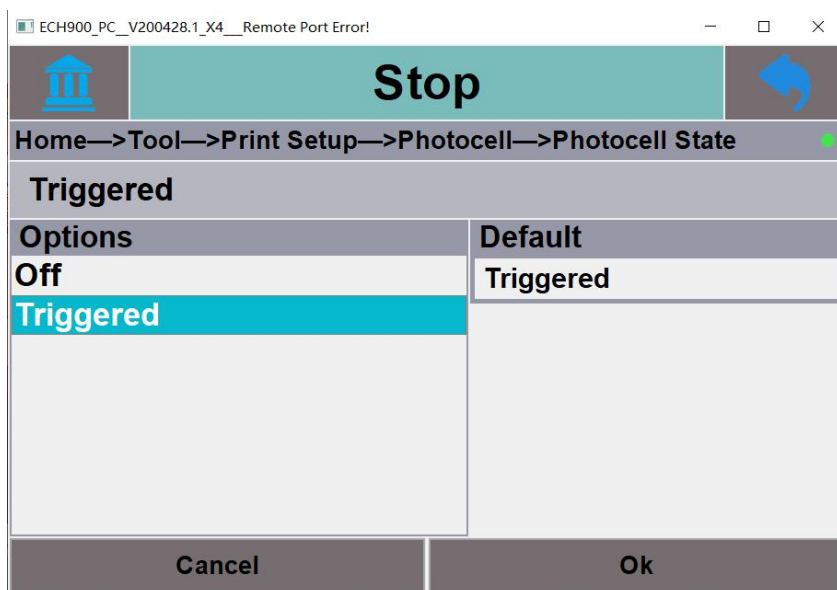 ECH900_PC__V200428.1_X4___Remote Port Error!
Stop
Home—>Tool—>Print Setup—>Photocell—>Photocell State
Triggered
Options
Default
Off
Triggered
Triggered
Cancel
Ok